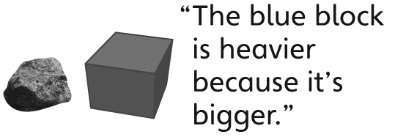 “The blue block
is heavier
because it’s
bigger.”